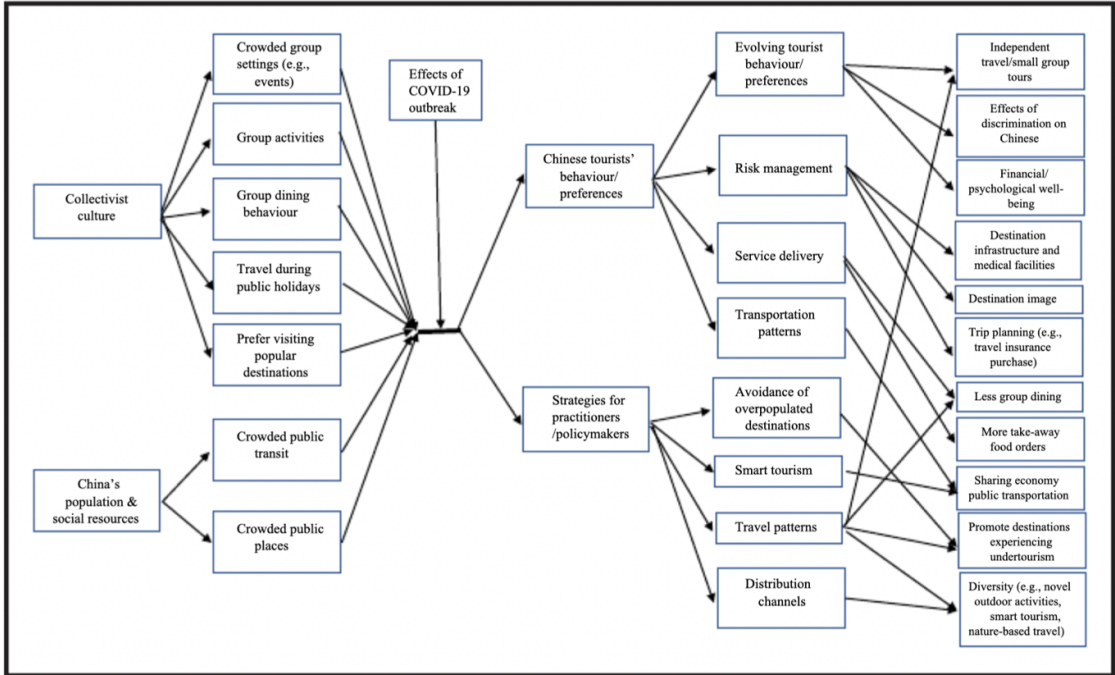 Collectivist
culture
China's
population &
social resources
Crowded group
settings (e.g.,
events)
Group activities
Group dining
behaviour
Travel during
public holidays
Prefer visiting
popular
destinations
Crowded public
transit
Crowded public
places
Effects of
COVID-19
outbreak
Chinese tourists'
behaviour/
preferences
Strategies for
practitioners
/policymakers
Evolving tourist
behaviour/
preferences
Risk management
Service delivery
Transportation
patterns
Avoidance of
overpopulated
destinations
Smart tourism
Travel patterns
Distribution
channels
Independent
travel/small group
tours
Effects of
discrimination on
Chinese
Financial/
psychological well-
being
Destination
infrastructure and
medical facilities
Destination image
Trip planning (e.g.,
travel insurance
purchase)
Less group dining
More take-away
food orders
Sharing economy
public transportation
Promote destinations
experiencing
undertourism
Diversity (e.g., novel
outdoor activities,
smart tourism,
nature-based travel)